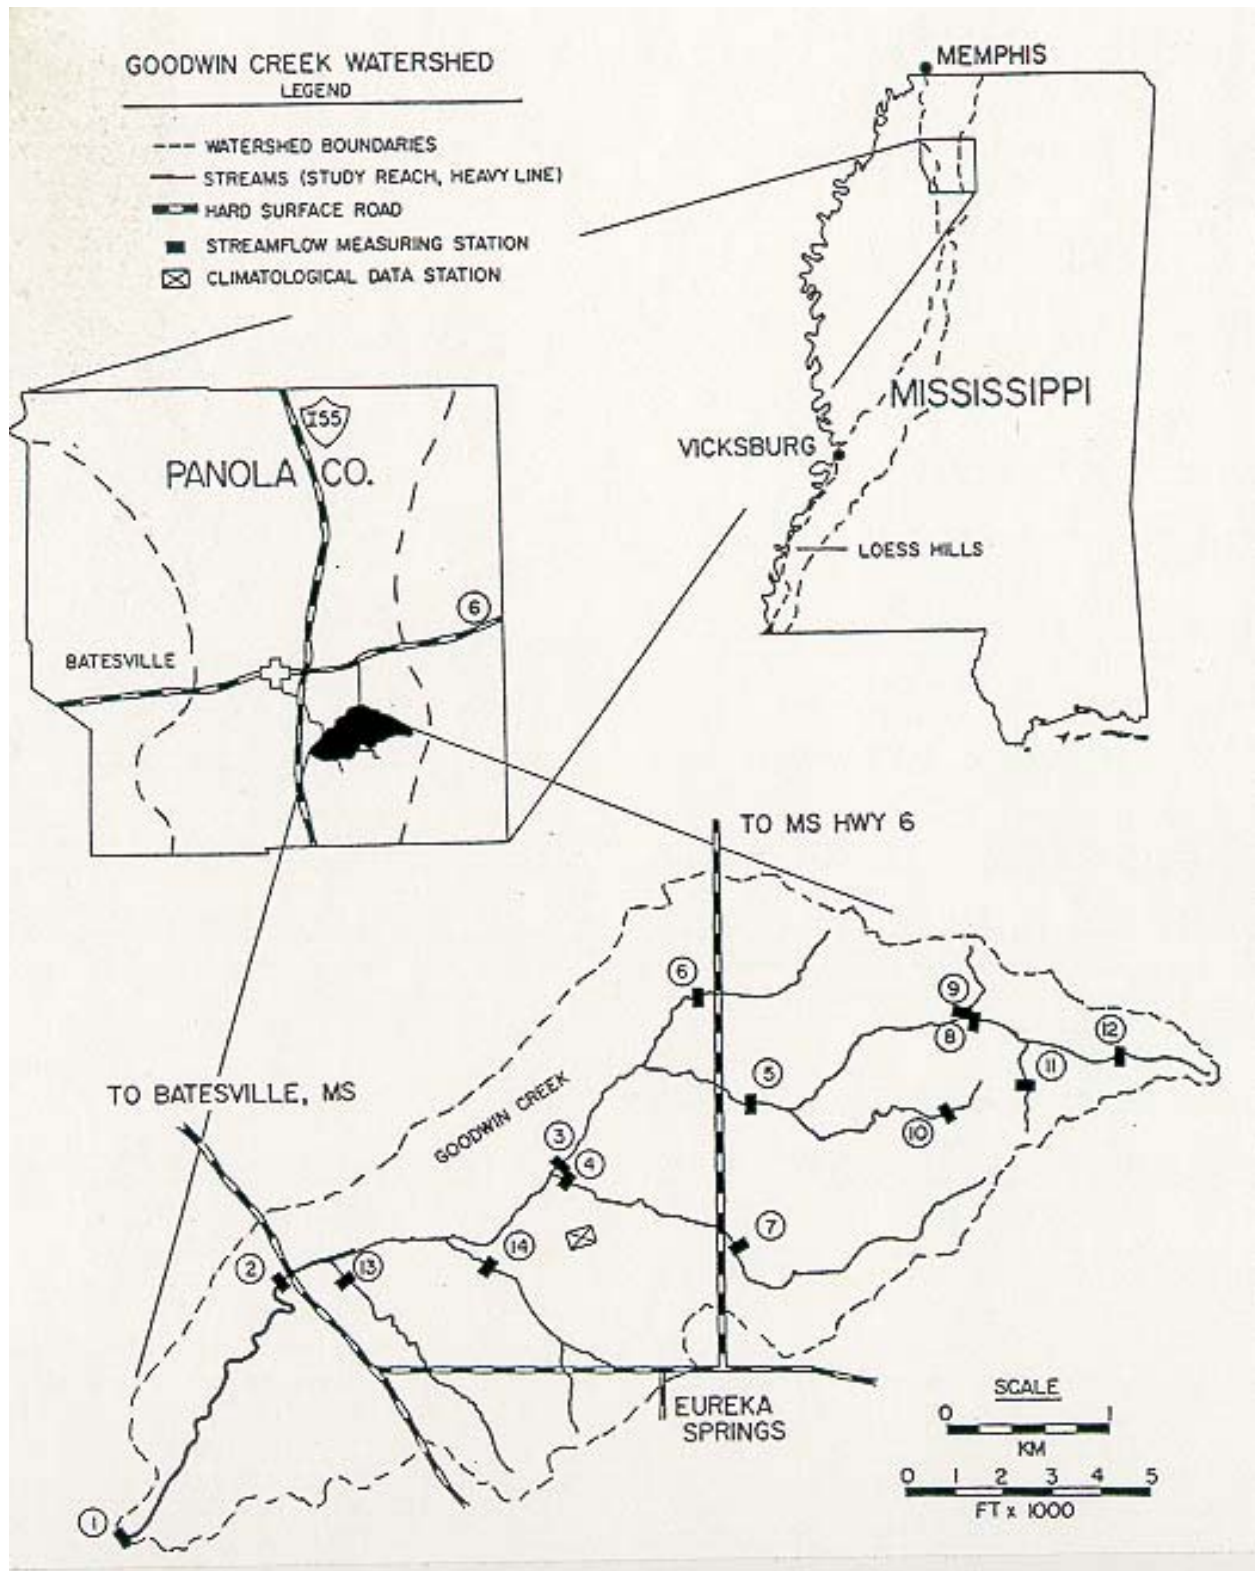 GOODWIN CREEK WATERSHED
LEGEND
WATERSHED BOUNDARIES
STREAMS (STUDY REACH, HEAVY LINE)
HARD SURFACE ROAD
STREAMFLOW MEASURING STATION
CLIMATOLOGICAL DATA STATION
MEMPHIS
MISSISSIPPI
VICKSBURG
LOESS HILLS
I55
PANOLA CO.
6
BATESVILLE
TO MS HWY 6
6
9
8
12
11
5
10
TO BATESVILLE, MS
GOODWIN CREEK
3
4
7
14
2
13
EUREKA
SPRINGS
1
SCALE
0 1
KM
0 1 2 3 4 5
FT x 1000